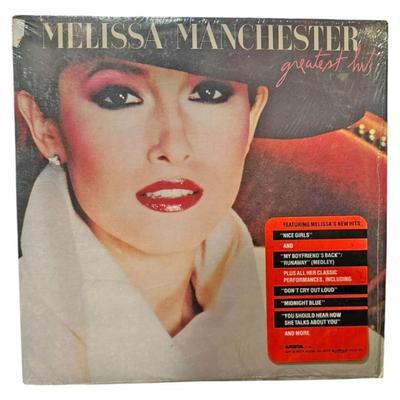 MELISSA MANCHESTER
greatest hits
FEATURING MELISSA'S NEW HITS
"NICE GIRLS"
AND
"MY BOYFRIEND'S BACK"/
"RUNAWAY" (MEDLEY)
PLUS ALL HER CLASSIC
PERFORMANCES, INCLUDING:
"DON'T CRY OUT LOUD"
"MIDNIGHT BLUE"
"YOU SHOULD HEAR HOW
SHE TALKS ABOUT YOU"
AND MORE.
ARISTA